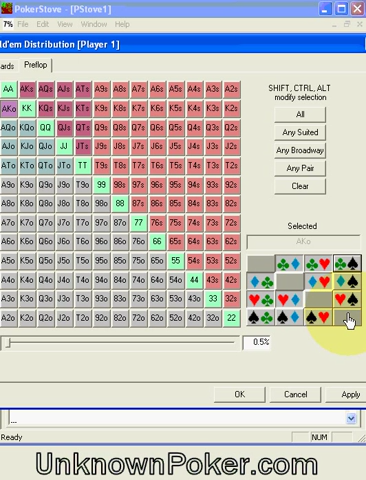 PokerStove - [PStove1]
7% File Edit View Window Help
ld'em Distribution [Player 1]
ards Preflop
AA AKs AQs AJs ATs A9s A8s A7s A6s A5s A4s A3s A2s
AKo KK KQs KJs KTs K9s K8s K7s K6s K5s K4s K3s K2s
AQo KQo QQ QJs QTs Q9s Q8s Q7s Q6s Q5s Q4s Q3s Q2s
AJo KJo QJo JJ JTs J9s J8s J7s J6s J5s J4s J3s J2s
ATo KTo QTo JTo TT T9s T8s T7s T6s T5s T4s T3s T2s
A9o K9o Q9o J9o T9o 99 98s 97s 96s 95s 94s 93s 92s
A8o K8o Q8o J8o T8o 98o 88 87s 86s 85s 84s 83s 82s
A7o K7o Q7o J7o T7o 97o 87o 77 76s 75s 74s 73s 72s
A6o K6o Q6o J6o T6o 96o 86o 76o 66 65s 64s 63s 62s
A5o K5o Q5o J5o T5o 95o 85o 75o 65o 55 54s 53s 52s
A4o K4o Q4o J4o T4o 94o 84o 74o 64o 54o 44 43s 42s
A3o K3o Q3o J3o T3o 93o 83o 73o 63o 53o 43o 33 32s
A2o K2o Q2o J2o T2o 92o 82o 72o 62o 52o 42o 32o 22
SHIFT, CTRL, ALT
modify selection
All
Any Suited
Any Broadway
Any Pair
Clear
Selected
AKo
0.5%
OK Cancel Apply
...
Ready NUM
UnknownPoker.com